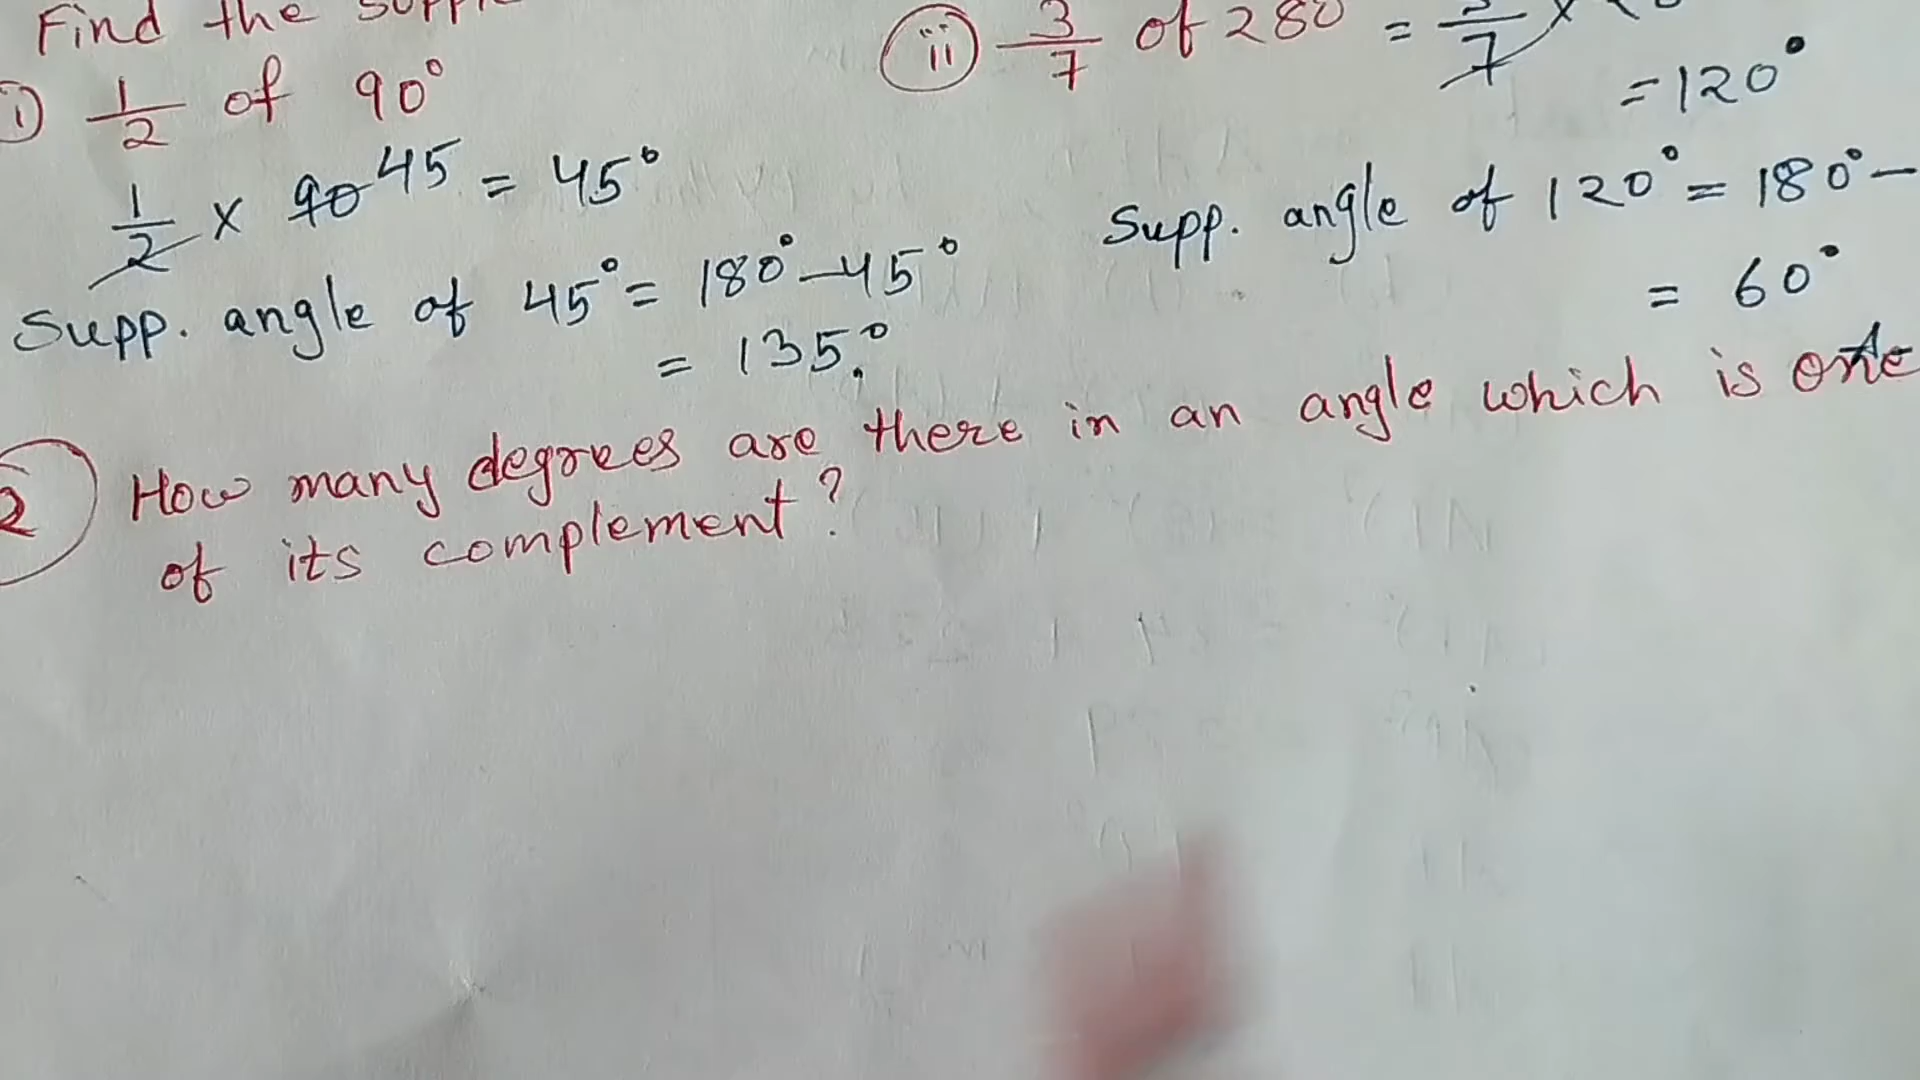 Find the
i) 1/2 of 90°
1/2 x 90 45 = 45°
Supp. angle of 45° = 180° - 45°
= 135°.
ii) 3/7 of 280 = 3/7 x
= 120°
Supp. angle of 120° = 180° -
= 60°
2) How many degrees are there in an angle which is
of its complement?